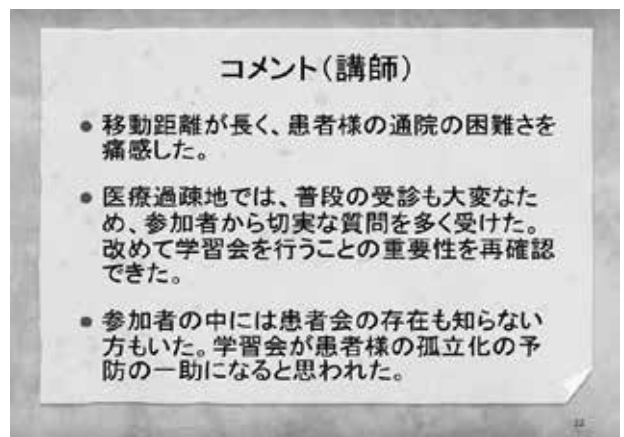 コメント（講師）
● 移動距離が長く、患者様の通院の困難さを
痛感した。
● 医療過疎地では、普段の受診も大変なた
め、参加者から切実な質問を多く受けた。
改めて学習会を行うことの重要性を再確認
できた。
● 参加者の中には患者会の存在も知らない
方もいた。学習会が患者様の孤立化の予
防の一助になると思われた。